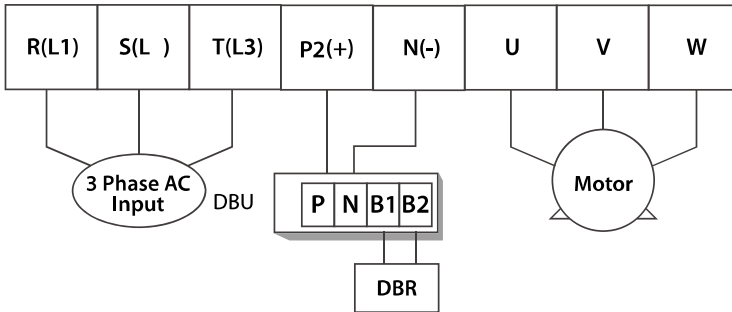 R(L1) S(L ) T(L3) P2(+) N(-) U V W
3 Phase AC
Input
DBU
P N B1 B2
Motor
DBR